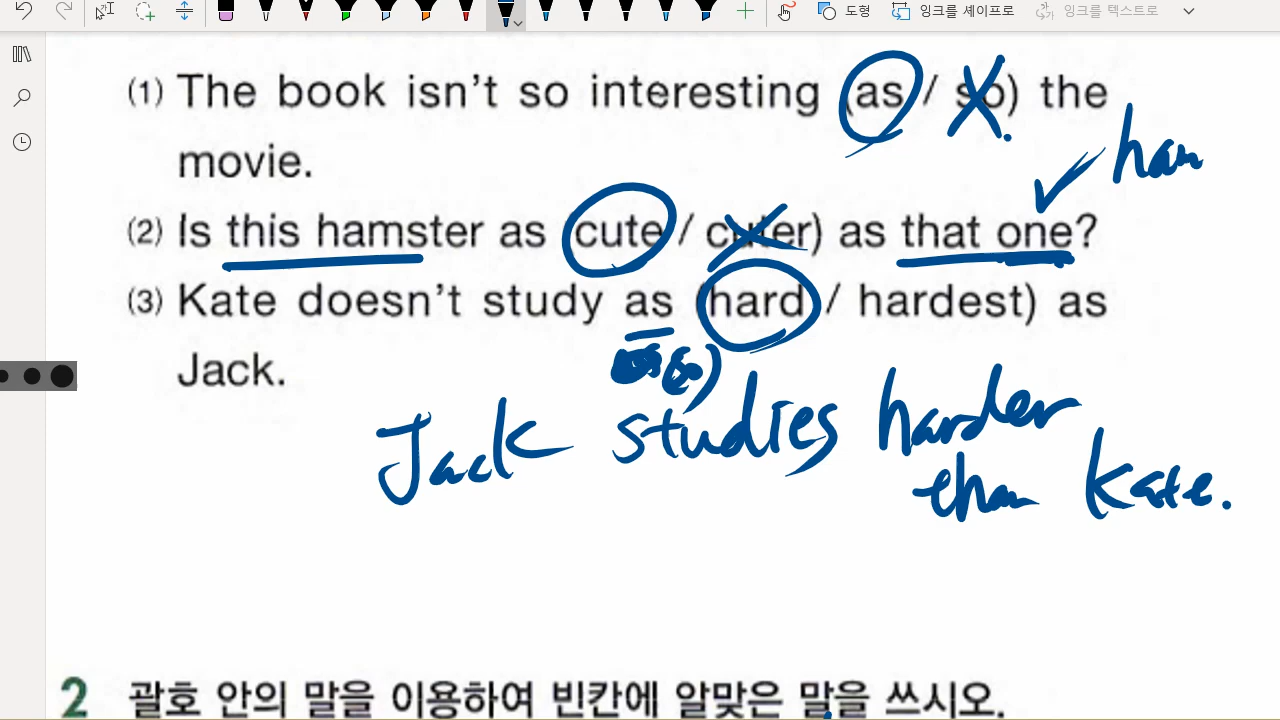 도형 잉크를 셰이프로 잉크를 텍스트로
(1) The book isn't so interesting (as / so) the
movie.
ham
(2) Is this hamster as (cute / cuter) as that one?
(3) Kate doesn't study as (hard / hardest) as
(so)
Jack.
Jack studies harder
than Kate.
2 괄호 안의 말을 이용하여 빈칸에 알맞은 말을 쓰시오.